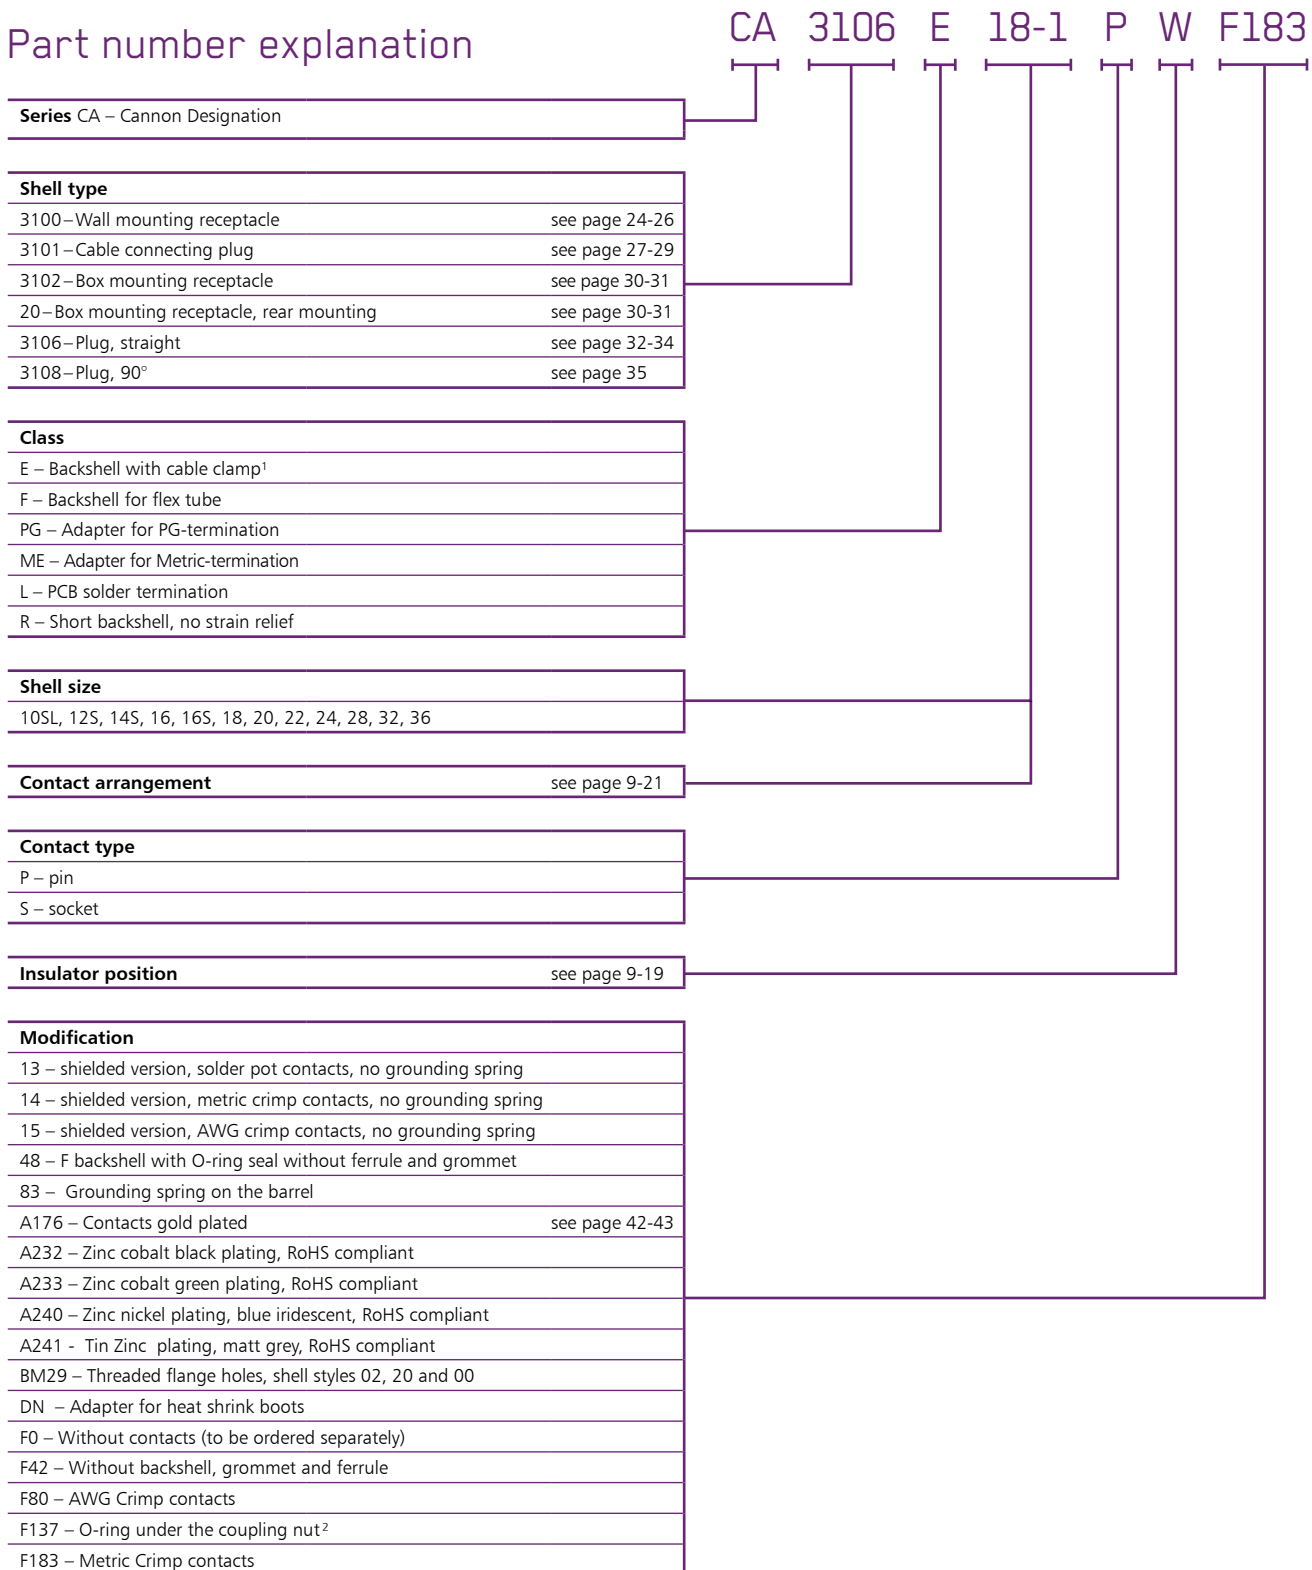 Part number explanation
CA 3106 E 18-1 P W F183
Series CA – Cannon Designation
Shell type
3100–Wall mounting receptacle see page 24-26
3101–Cable connecting plug see page 27-29
3102–Box mounting receptacle see page 30-31
20–Box mounting receptacle, rear mounting see page 30-31
3106–Plug, straight see page 32-34
3108–Plug, 90° see page 35
Class
E – Backshell with cable clamp¹
F – Backshell for flex tube
PG – Adapter for PG-termination
ME – Adapter for Metric-termination
L – PCB solder termination
R – Short backshell, no strain relief
Shell size
10SL, 12S, 14S, 16, 16S, 18, 20, 22, 24, 28, 32, 36
Contact arrangement see page 9-21
Contact type
P – pin
S – socket
Insulator position see page 9-19
Modification
13 – shielded version, solder pot contacts, no grounding spring
14 – shielded version, metric crimp contacts, no grounding spring
15 – shielded version, AWG crimp contacts, no grounding spring
48 – F backshell with O-ring seal without ferrule and grommet
83 – Grounding spring on the barrel
A176 – Contacts gold plated see page 42-43
A232 – Zinc cobalt black plating, RoHS compliant
A233 – Zinc cobalt green plating, RoHS compliant
A240 – Zinc nickel plating, blue iridescent, RoHS compliant
A241 - Tin Zinc plating, matt grey, RoHS compliant
BM29 – Threaded flange holes, shell styles 02, 20 and 00
DN – Adapter for heat shrink boots
F0 – Without contacts (to be ordered separately)
F42 – Without backshell, grommet and ferrule
F80 – AWG Crimp contacts
F137 – O-ring under the coupling nut²
F183 – Metric Crimp contacts